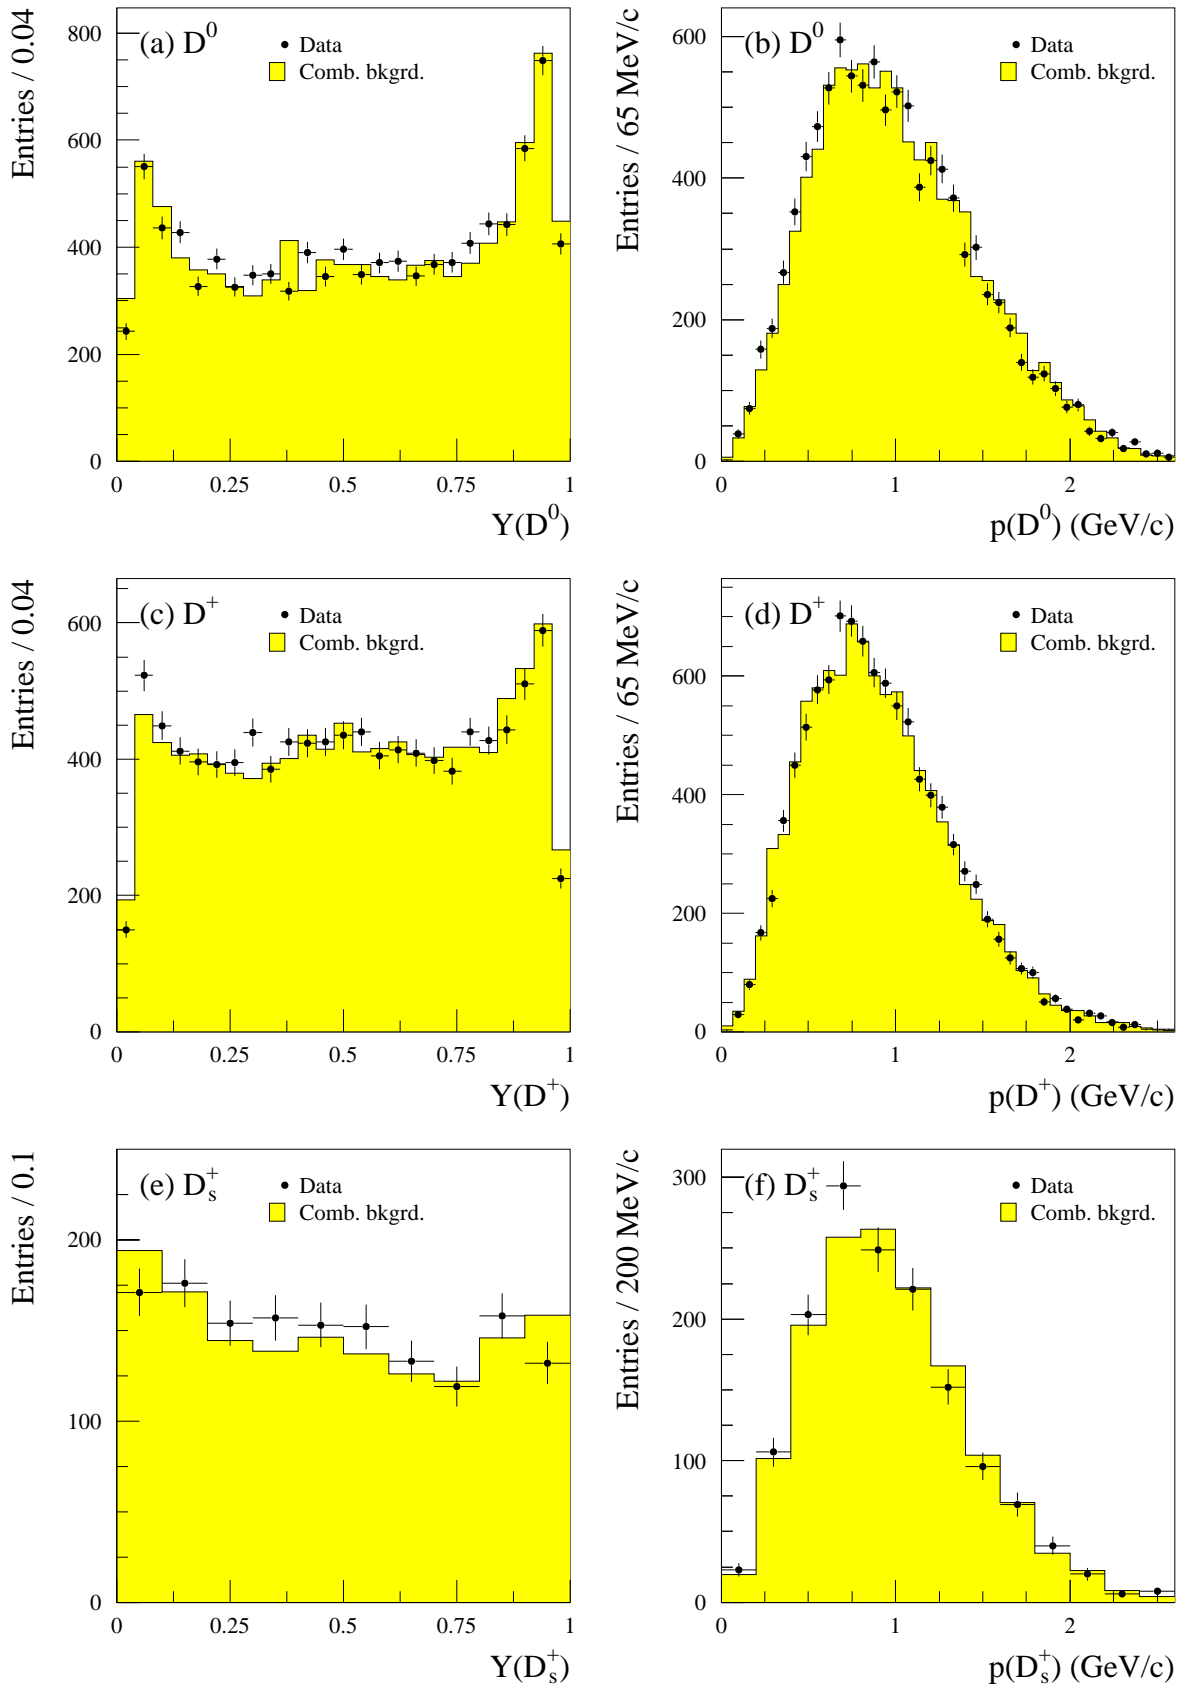 (a) D⁰
Data
Comb. bkgrd.
Entries / 0.04
800
600
400
200
0
0 0.25 0.5 0.75 1
Y(D⁰)
(b) D⁰
Data
Comb. bkgrd.
Entries / 65 MeV/c
600
400
200
0
0 1 2
p(D⁰) (GeV/c)
(c) D⁺
Data
Comb. bkgrd.
Entries / 0.04
600
400
200
0
0 0.25 0.5 0.75 1
Y(D⁺)
(d) D⁺
Data
Comb. bkgrd.
Entries / 65 MeV/c
600
400
200
0
0 1 2
p(D⁺) (GeV/c)
(e) Dₛ⁺
Data
Comb. bkgrd.
Entries / 0.1
200
100
0
0 0.25 0.5 0.75 1
Y(Dₛ⁺)
(f) Dₛ⁺
Data
Comb. bkgrd.
Entries / 200 MeV/c
300
200
100
0
0 1 2
p(Dₛ⁺) (GeV/c)